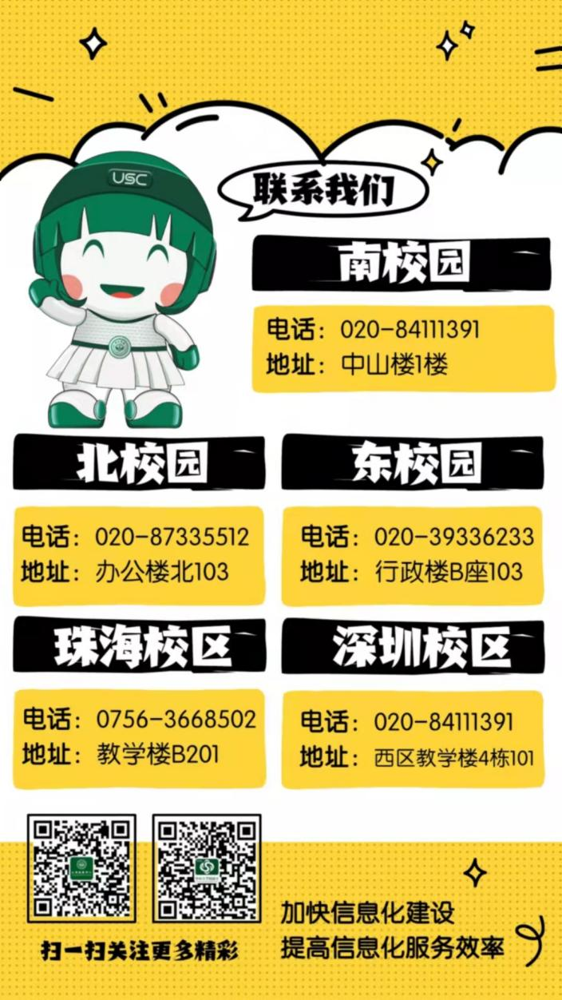 USC
联系我们
南校园
电话：020-84111391
地址：中山楼1楼
北校园
电话：020-87335512
地址：办公楼北103
东校园
电话：020-39336233
地址：行政楼B座103
珠海校区
电话：0756-3668502
地址：教学楼B201
深圳校区
电话：020-84111391
地址：西区教学楼4栋101
扫一扫关注更多精彩
加快信息化建设
提高信息化服务效率